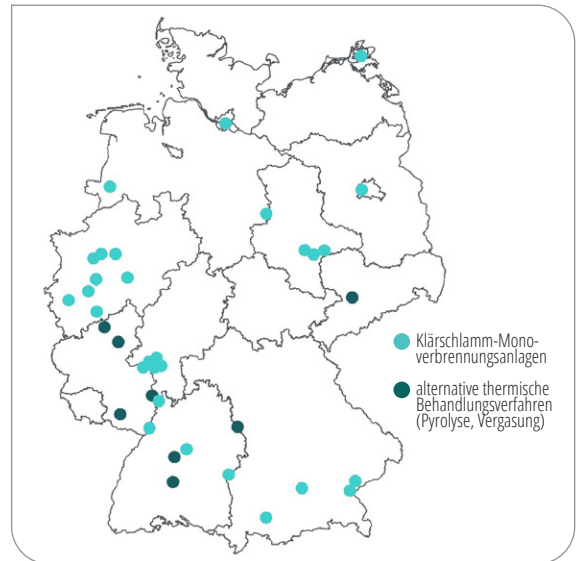 Klärschlamm-Mono-
verbrennungsanlagen
alternative thermische
Behandlungsverfahren
(Pyrolyse, Vergasung)